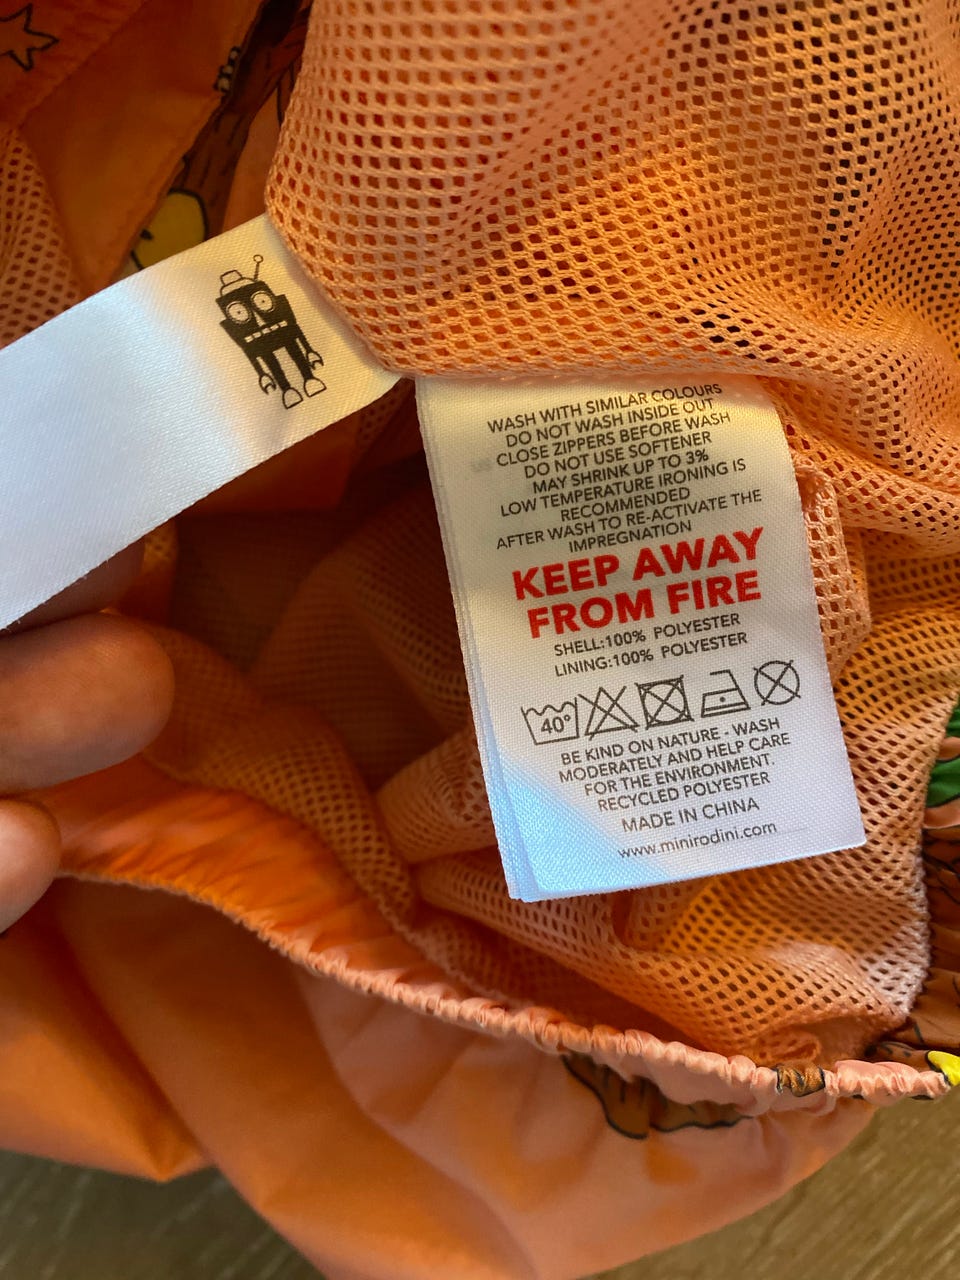 WASH WITH SIMILAR COLOURS
DO NOT WASH INSIDE OUT
CLOSE ZIPPERS BEFORE WASH
DO NOT USE SOFTENER
MAY SHRINK UP TO 3%
LOW TEMPERATURE IRONING IS
RECOMMENDED
AFTER WASH TO RE-ACTIVATE THE
IMPREGNATION
KEEP AWAY
FROM FIRE
SHELL:100% POLYESTER
LINING:100% POLYESTER
40°
BE KIND ON NATURE - WASH
MODERATELY AND HELP CARE
FOR THE ENVIRONMENT.
RECYCLED POLYESTER
MADE IN CHINA
www.minirodini.com